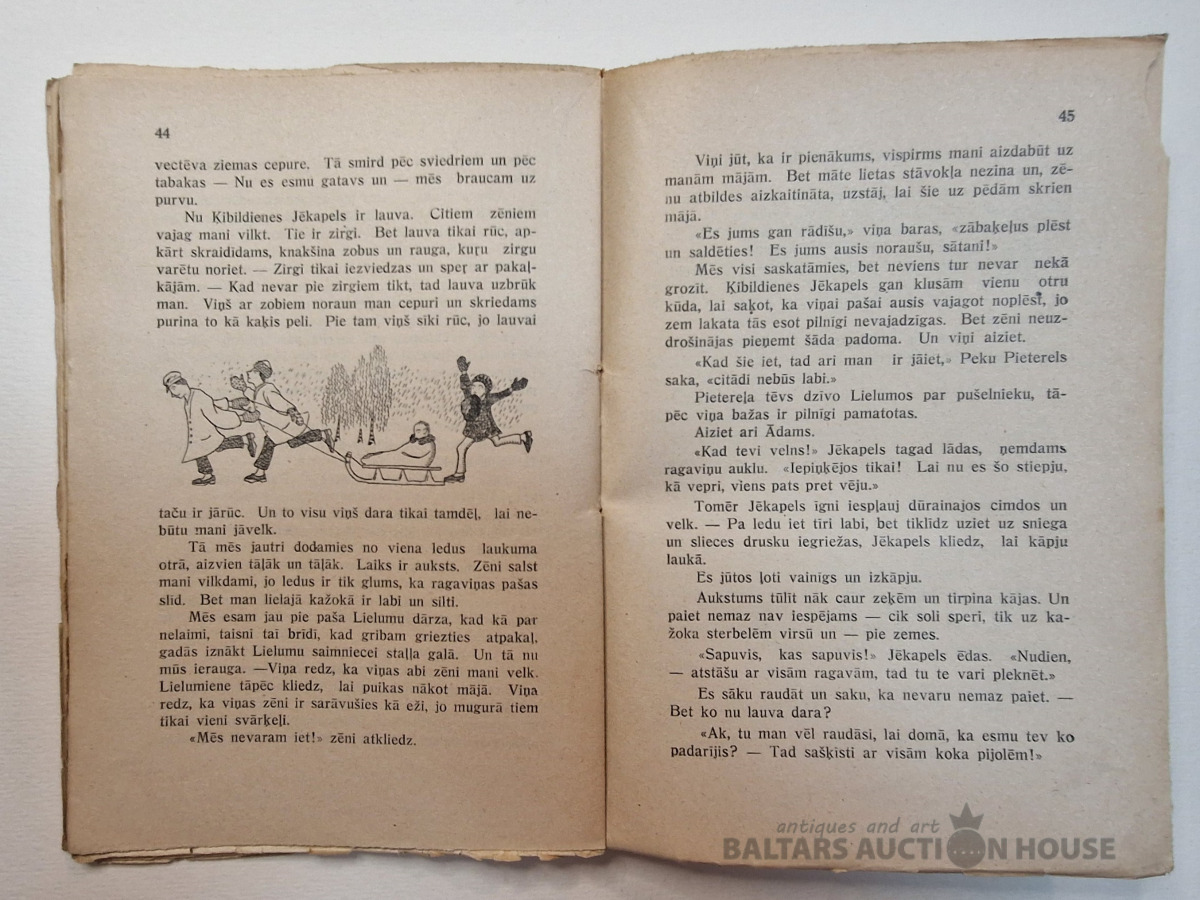 44
vectēva ziemas cepure. Tā smird pēc sviedriem un pēc
tabakas — Nu es esmu gatavs un — mēs braucam uz
purvu.
Nu Ķibildienes Jēkapels ir lauva. Citiem zēniem
vajag mani vilkt. Tie ir zirgi. Bet lauva tikai rūc, ap-
kārt skraididams, knakšina zobus un rauga, kuŗu zirgu
varētu noriet. — Zirgi tikai iezviedzas un speŗ ar pakaļ-
kājām. — Kad nevar pie zirgiem tikt, tad lauva uzbrūk
man. Viņš ar zobiem noraun man cepuri un skriedams
purina to kā kaķis peli. Pie tam viņš sīki rūc, jo lauvai
taču ir jārūc. Un to visu viņš dara tikai tamdēļ, lai ne-
būtu mani jāvelk.
Tā mēs jautri dodamies no viena ledus laukuma
otrā, aizvien tāļāk un tāļāk. Laiks ir auksts. Zēni salst
mani vilkdami, jo ledus ir tik glums, ka ragaviņas pašas
slīd. Bet man lielajā kažokā ir labi un silti.
Mēs esam jau pie paša Lielumu dārza, kad kā par
nelaimi, taisni tai brīdi, kad gribam griezties atpakaļ,
gadās iznākt Lielumu saimniecei staļļa galā. Un tā nu
mūs ierauga. —Viņa redz, ka viņas abi zēni mani velk.
Lielumiene tāpēc kliedz, lai puikas nākot mājā. Viņa
redz, ka viņas zēni ir sarāvušies kā eži, jo mugurā tiem
tikai vieni svārķeļi.
«Mēs nevaram iet!» zēni atkliedz.
45
Viņi jūt, ka ir pienākums, vispirms mani aizdabūt uz
manām mājām. Bet māte lietas stāvokļa nezina un, zē-
nu atbildes aizkaitināta, uzstāj, lai šie uz pēdām skrien
mājā.
«Es jums gan rādīšu,» viņa baras, «zābaķeļus plēst
un saldēties! Es jums ausis noraušu, sātani!»
Mēs visi saskatāmies, bet neviens tur nevar nekā
grozīt. Ķibildienes Jēkapels gan klusām vienu otru
kūda, lai saķot, ka viņai pašai ausis vajagot noplēst, jo
zem lakata tās esot pilnīgi nevajadzīgas. Bet zēni neuz-
drošinājas pieņemt šāda padoma. Un viņi aiziet.
«Kad šie iet, tad ari man ir jāiet,» Peku Pieterels
saka, «citādi nebūs labi.»
Pietereļa tēvs dzīvo Lielumos par pušelnieku, tā-
pēc viņa bažas ir pilnīgi pamatotas.
Aiziet ari Ādams.
«Kad tevi velns!» Jēkapels tagad lādas, ņemdams
ragaviņu auklu. «Iepiņķējos tikai! Lai nu es šo stiepju,
kā vepri, viens pats pret vēju.»
Tomēr Jēkapels īgni iespļauj dūrainajos cimdos un
velk. — Pa ledu iet tīri labi, bet tiklīdz uziet uz sniega
un slieces drusku iegriežas, Jēkapels kliedz, lai kāpju
laukā.
Es jūtos ļoti vainīgs un izkāpju.
Aukstums tūlīt nāk caur zeķēm un tirpina kājas. Un
paiet nemaz nav iespējams — cik soli speri, tik uz ka-
žoka sterbelēm virsū un — pie zemes.
«Sapuvis, kas sapuvis!» Jēkapels ēdas. «Nudien,
— atstāšu ar visām ragavām, tad tu te vari pleknēt.»
Es sāku raudāt un saku, ka nevaru nemaz paiet. —
Bet ko nu lauva dara?
«Ak, tu man vēl raudāsi, lai domā, ka esmu tev ko
padarījis? — Tad sašķisti ar visām koka pijolēm!»
antiques and art
BALTARS AUCTION HOUSE